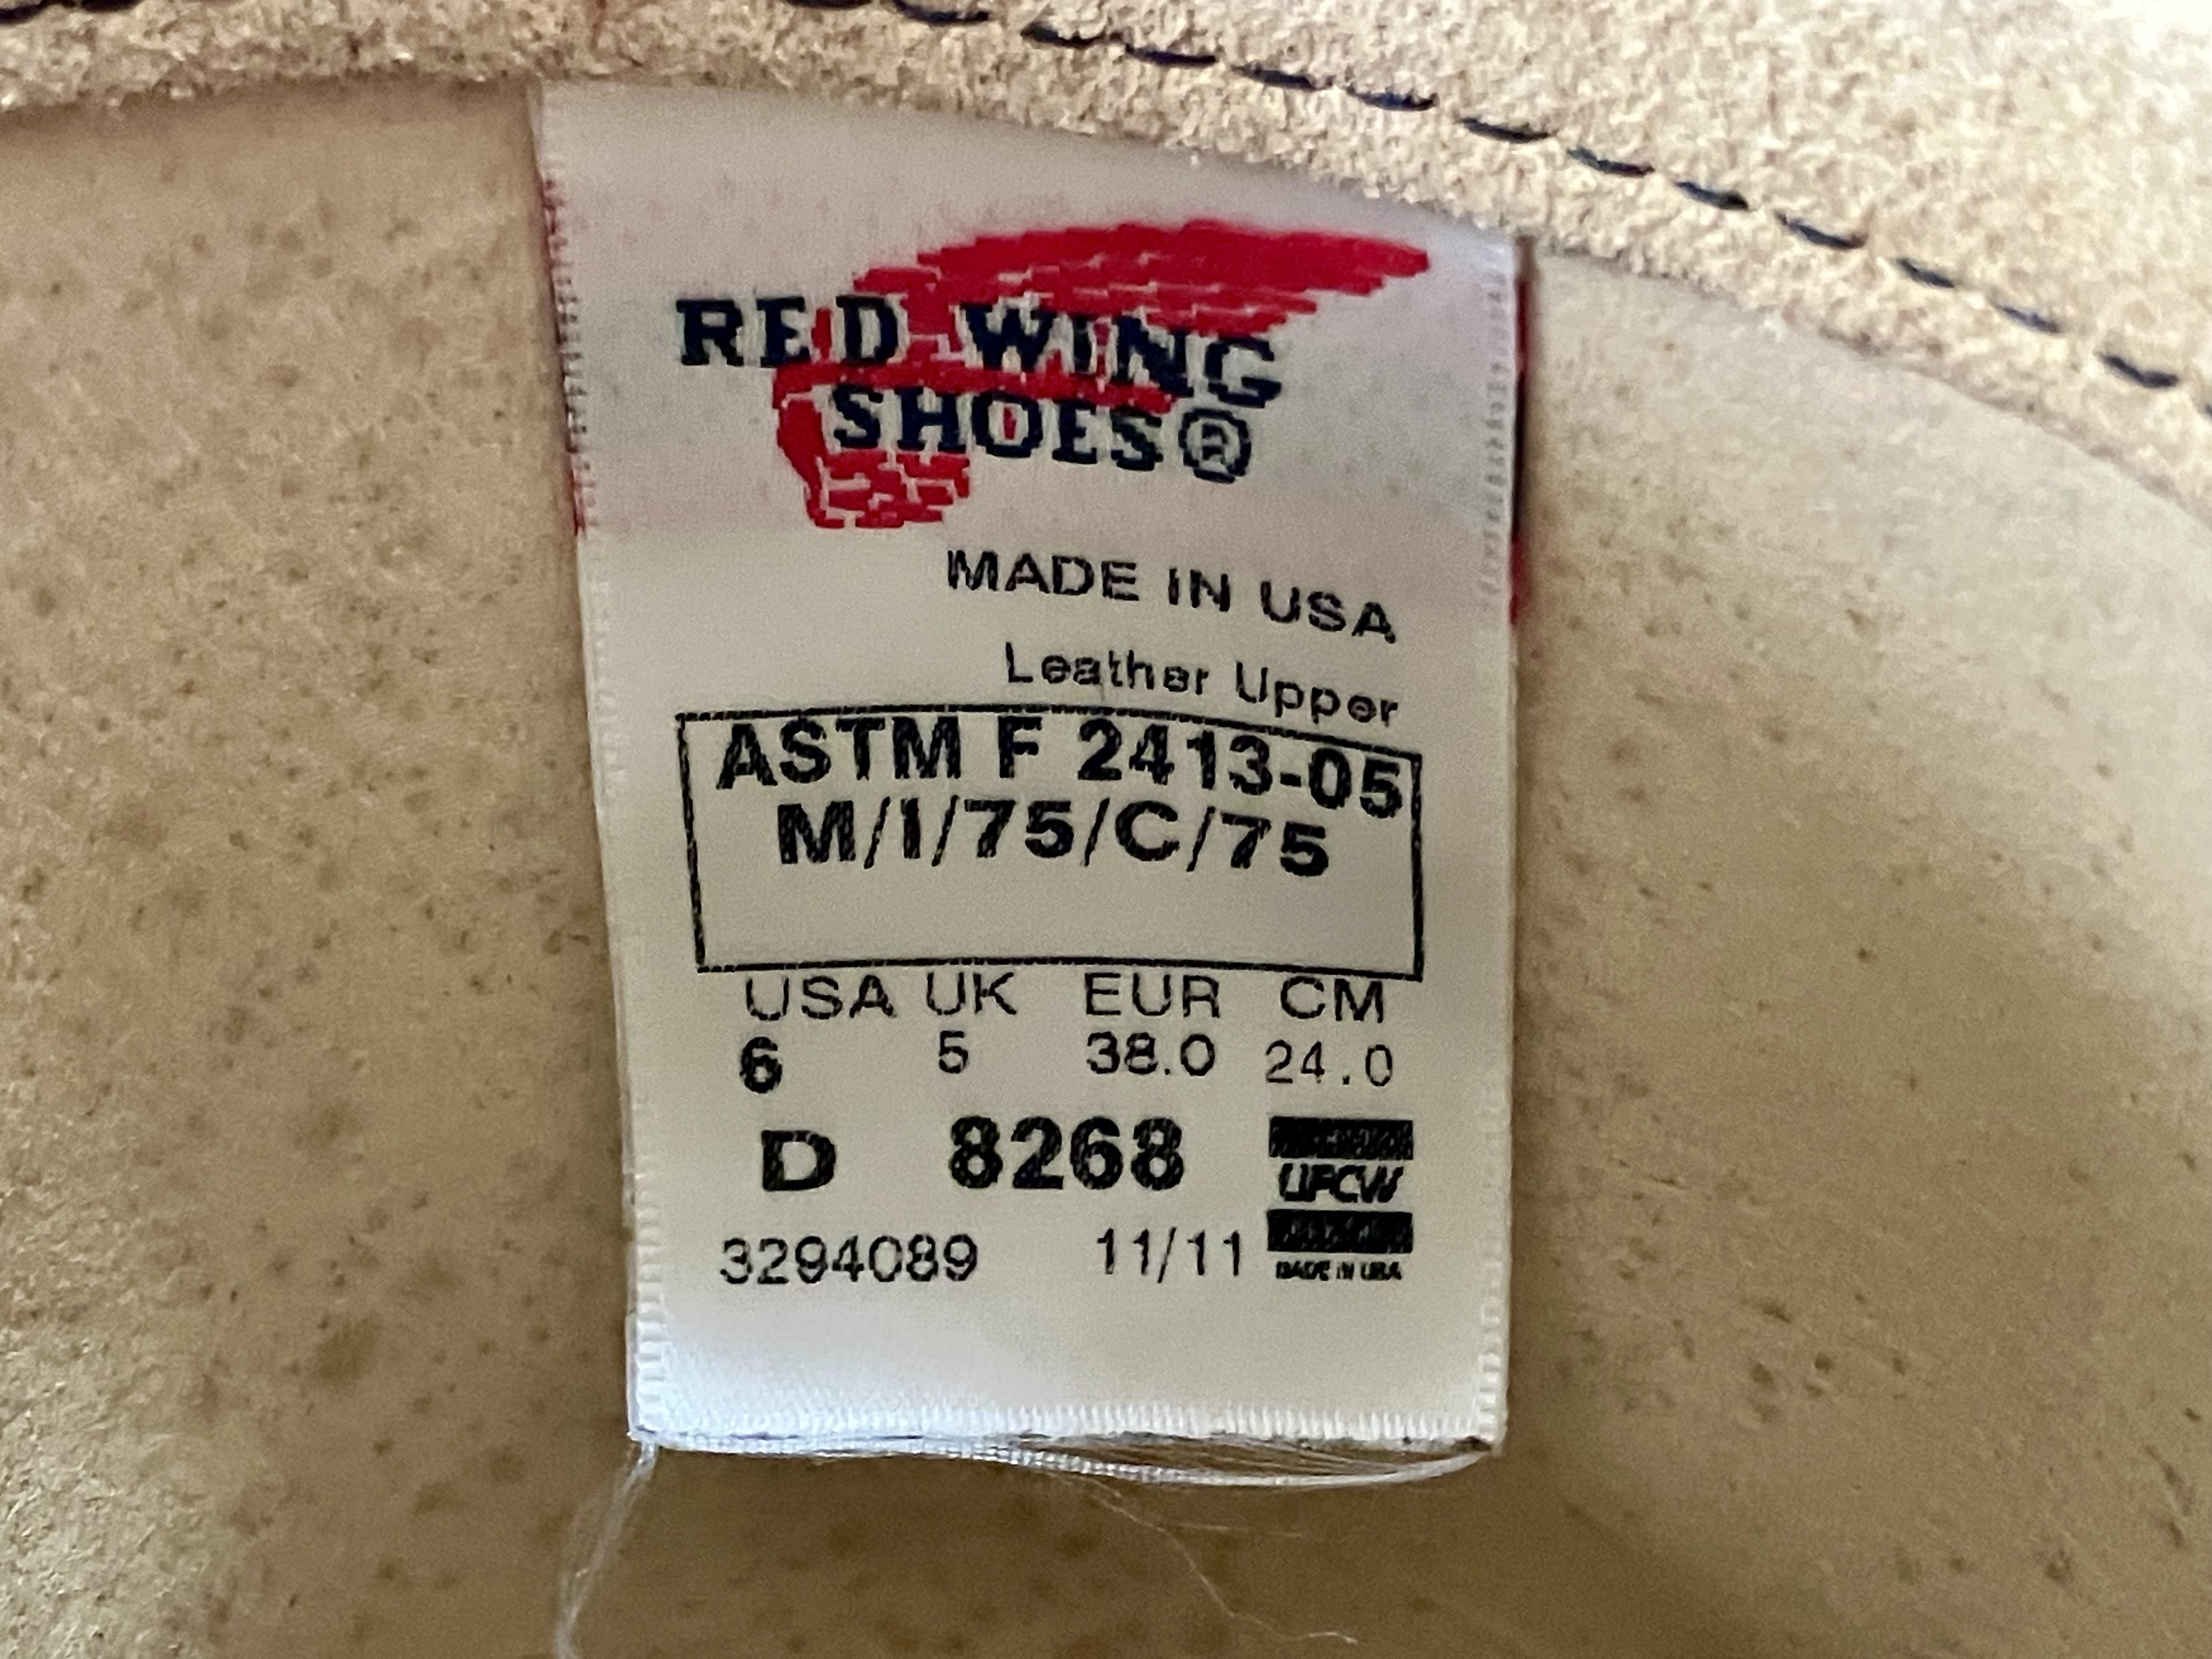 RED WING
SHOES®
MADE IN USA
Leather Upper
ASTM F 2413-05
M/I/75/C/75
USA UK EUR CM
6 5 38.0 24.0
D 8268
UFCW
3294089 11/11
MADE IN USA